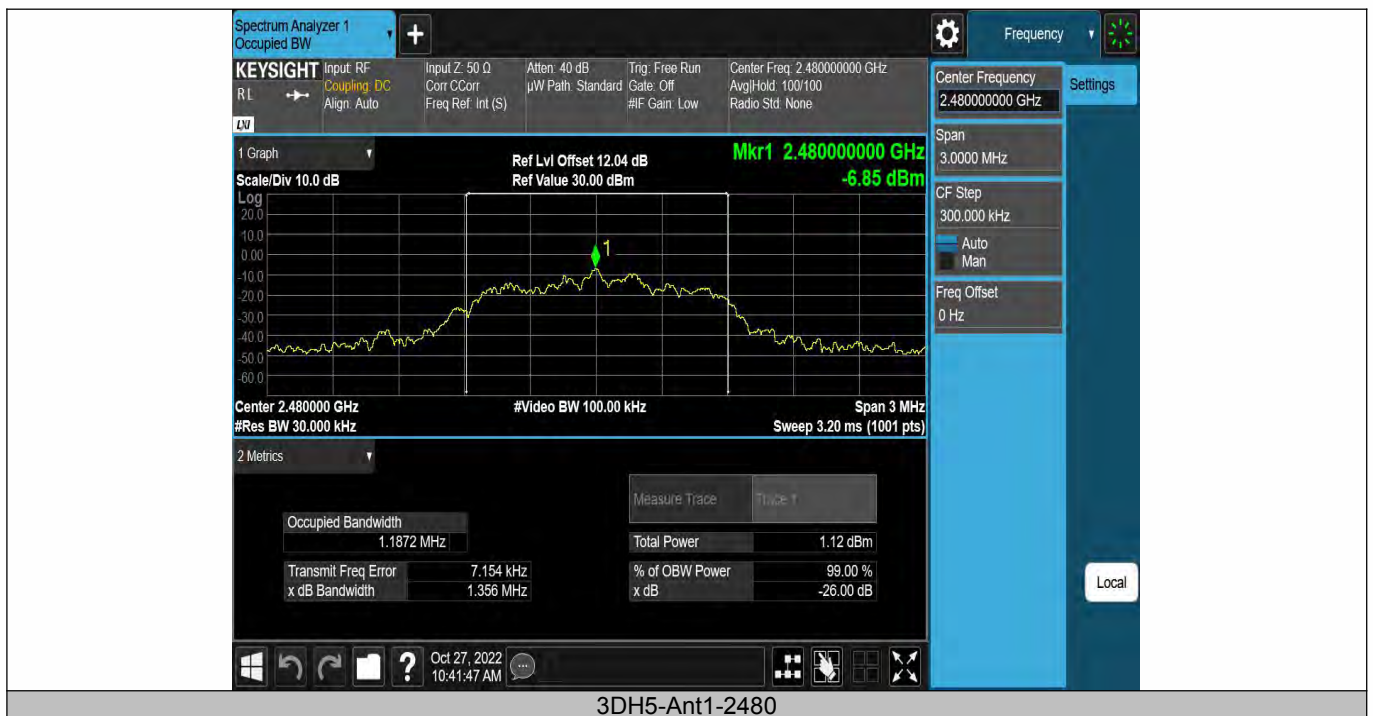 Spectrum Analyzer 1
Occupied BW
Frequency
KEYSIGHT
R L
LXI
Input: RF
Coupling: DC
Align: Auto
Input Z: 50 Ω
Corr CCorr
Freq Ref: Int (S)
Atten: 40 dB
µW Path: Standard
Trig: Free Run
Gate: Off
#IF Gain: Low
Center Freq: 2.480000000 GHz
Avg|Hold: 100/100
Radio Std: None
Center Frequency
2.480000000 GHz
Settings
Span
3.0000 MHz
CF Step
300.000 kHz
Auto
Man
Freq Offset
0 Hz
Local
1 Graph
Scale/Div 10.0 dB
Ref Lvl Offset 12.04 dB
Ref Value 30.00 dBm
Mkr1 2.480000000 GHz
-6.85 dBm
Log
20.0
10.0
0.00
-10.0
-20.0
-30.0
-40.0
-50.0
-60.0
1
Center 2.480000 GHz
#Video BW 100.00 kHz
Span 3 MHz
#Res BW 30.000 kHz
Sweep 3.20 ms (1001 pts)
2 Metrics
Measure Trace
Trace 1
Occupied Bandwidth
1.1872 MHz
Total Power 1.12 dBm
Transmit Freq Error 7.154 kHz
% of OBW Power 99.00 %
x dB Bandwidth 1.356 MHz
x dB -26.00 dB
Oct 27, 2022
10:41:47 AM
3DH5-Ant1-2480